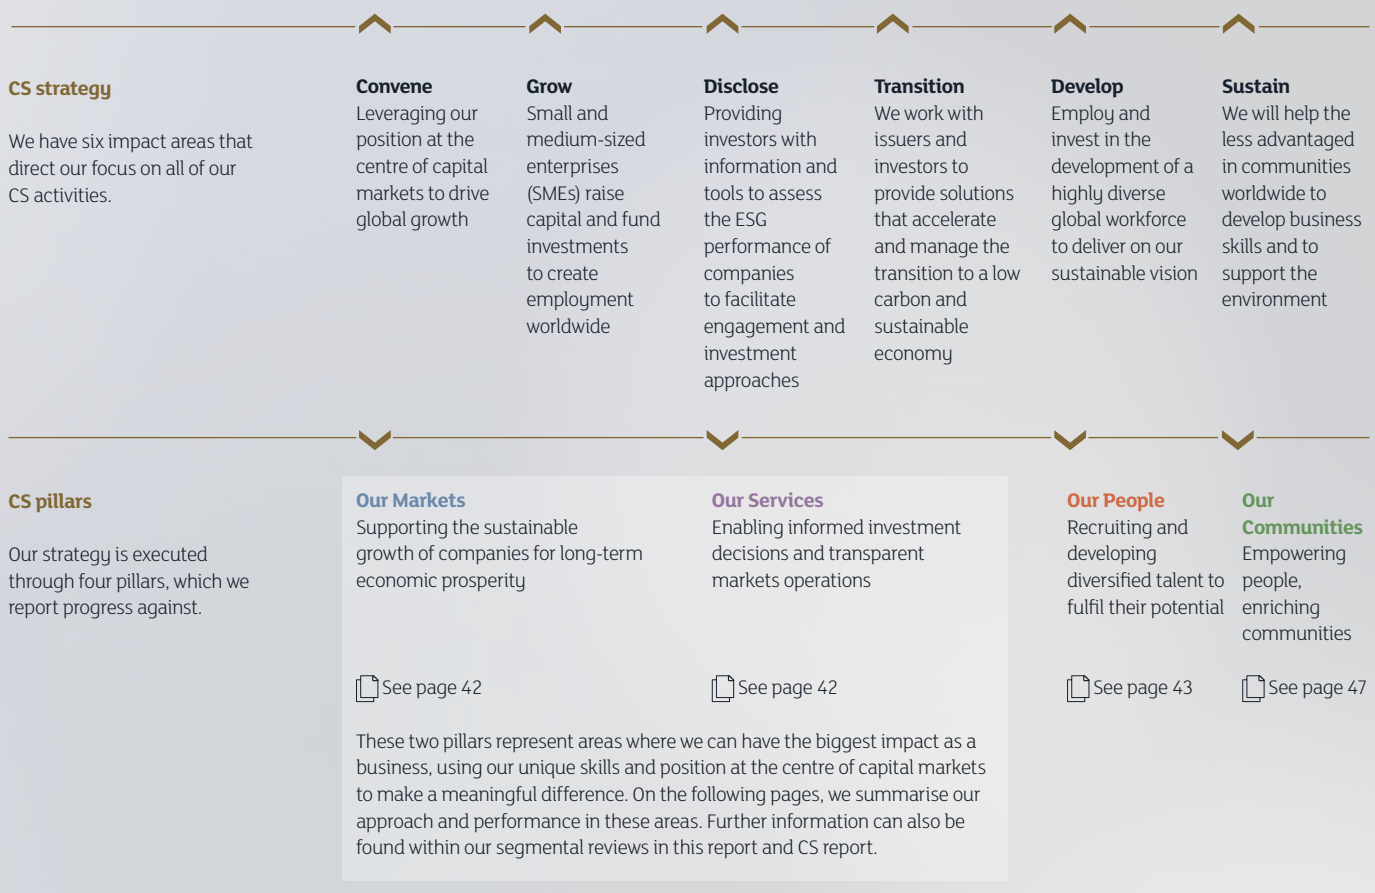 CS strategy
We have six impact areas that
direct our focus on all of our
CS activities.
Convene
Leveraging our
position at the
centre of capital
markets to drive
global growth
Grow
Small and
medium-sized
enterprises
(SMEs) raise
capital and fund
investments
to create
employment
worldwide
Disclose
Providing
investors with
information and
tools to assess
the ESG
performance of
companies
to facilitate
engagement and
investment
approaches
Transition
We work with
issuers and
investors to
provide solutions
that accelerate
and manage the
transition to a low
carbon and
sustainable
economy
Develop
Employ and
invest in the
development of a
highly diverse
global workforce
to deliver on our
sustainable vision
Sustain
We will help the
less advantaged
in communities
worldwide to
develop business
skills and to
support the
environment
CS pillars
Our strategy is executed
through four pillars, which we
report progress against.
Our Markets
Supporting the sustainable
growth of companies for long-term
economic prosperity
See page 42
Our Services
Enabling informed investment
decisions and transparent
markets operations
See page 42
These two pillars represent areas where we can have the biggest impact as a
business, using our unique skills and position at the centre of capital markets
to make a meaningful difference. On the following pages, we summarise our
approach and performance in these areas. Further information can also be
found within our segmental reviews in this report and CS report.
Our People
Recruiting and
developing
diversified talent to
fulfil their potential
See page 43
Our
Communities
Empowering
people,
enriching
communities
See page 47